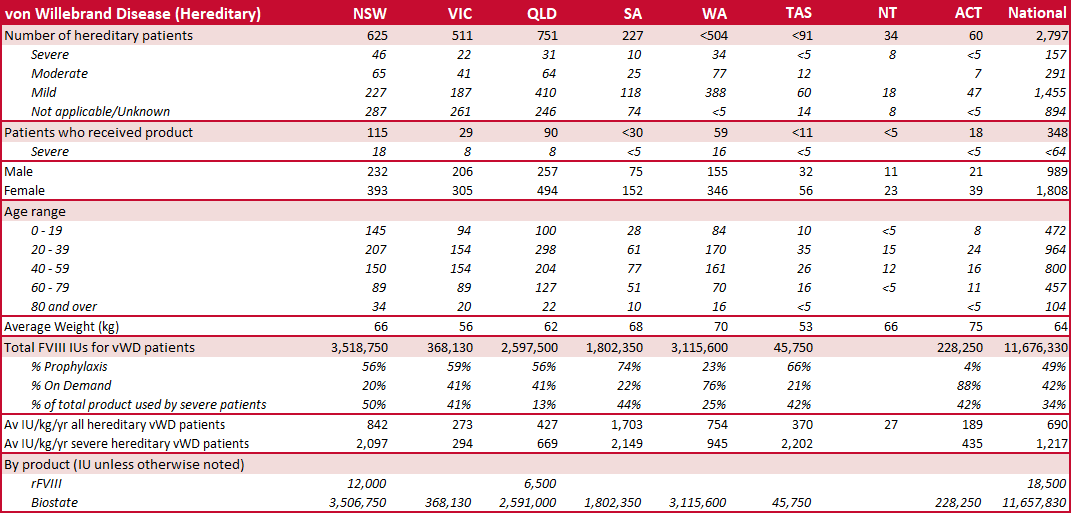 von Willebrand Disease (Hereditary) NSW VIC QLD SA WA TAS NT ACT National
Number of hereditary patients 625 511 751 227 <504 <91 34 60 2,797
Severe 46 22 31 10 34 <5 8 <5 157
Moderate 65 41 64 25 77 12 7 291
Mild 227 187 410 118 388 60 18 47 1,455
Not applicable/Unknown 287 261 246 74 <5 14 8 <5 894
Patients who received product 115 29 90 <30 59 <11 <5 18 348
Severe 18 8 8 <5 16 <5 <5 <64
Male 232 206 257 75 155 32 11 21 989
Female 393 305 494 152 346 56 23 39 1,808
Age range
0 - 19 145 94 100 28 84 10 <5 8 472
20 - 39 207 154 298 61 170 35 15 24 964
40 - 59 150 154 204 77 161 26 12 16 800
60 - 79 89 89 127 51 70 16 <5 11 457
80 and over 34 20 22 10 16 <5 <5 104
Average Weight (kg) 66 56 62 68 70 53 66 75 64
Total FVIII IUs for vWD patients 3,518,750 368,130 2,597,500 1,802,350 3,115,600 45,750 228,250 11,676,330
% Prophylaxis 56% 59% 56% 74% 23% 66% 4% 49%
% On Demand 20% 41% 41% 22% 76% 21% 88% 42%
% of total product used by severe patients 50% 41% 13% 44% 25% 42% 42% 34%
Av IU/kg/yr all hereditary vWD patients 842 273 427 1,703 754 370 27 189 690
Av IU/kg/yr severe hereditary vWD patients 2,097 294 669 2,149 945 2,202 435 1,217
By product (IU unless otherwise noted)
rFVIII 12,000 6,500 18,500
Biostate 3,506,750 368,130 2,591,000 1,802,350 3,115,600 45,750 228,250 11,657,830